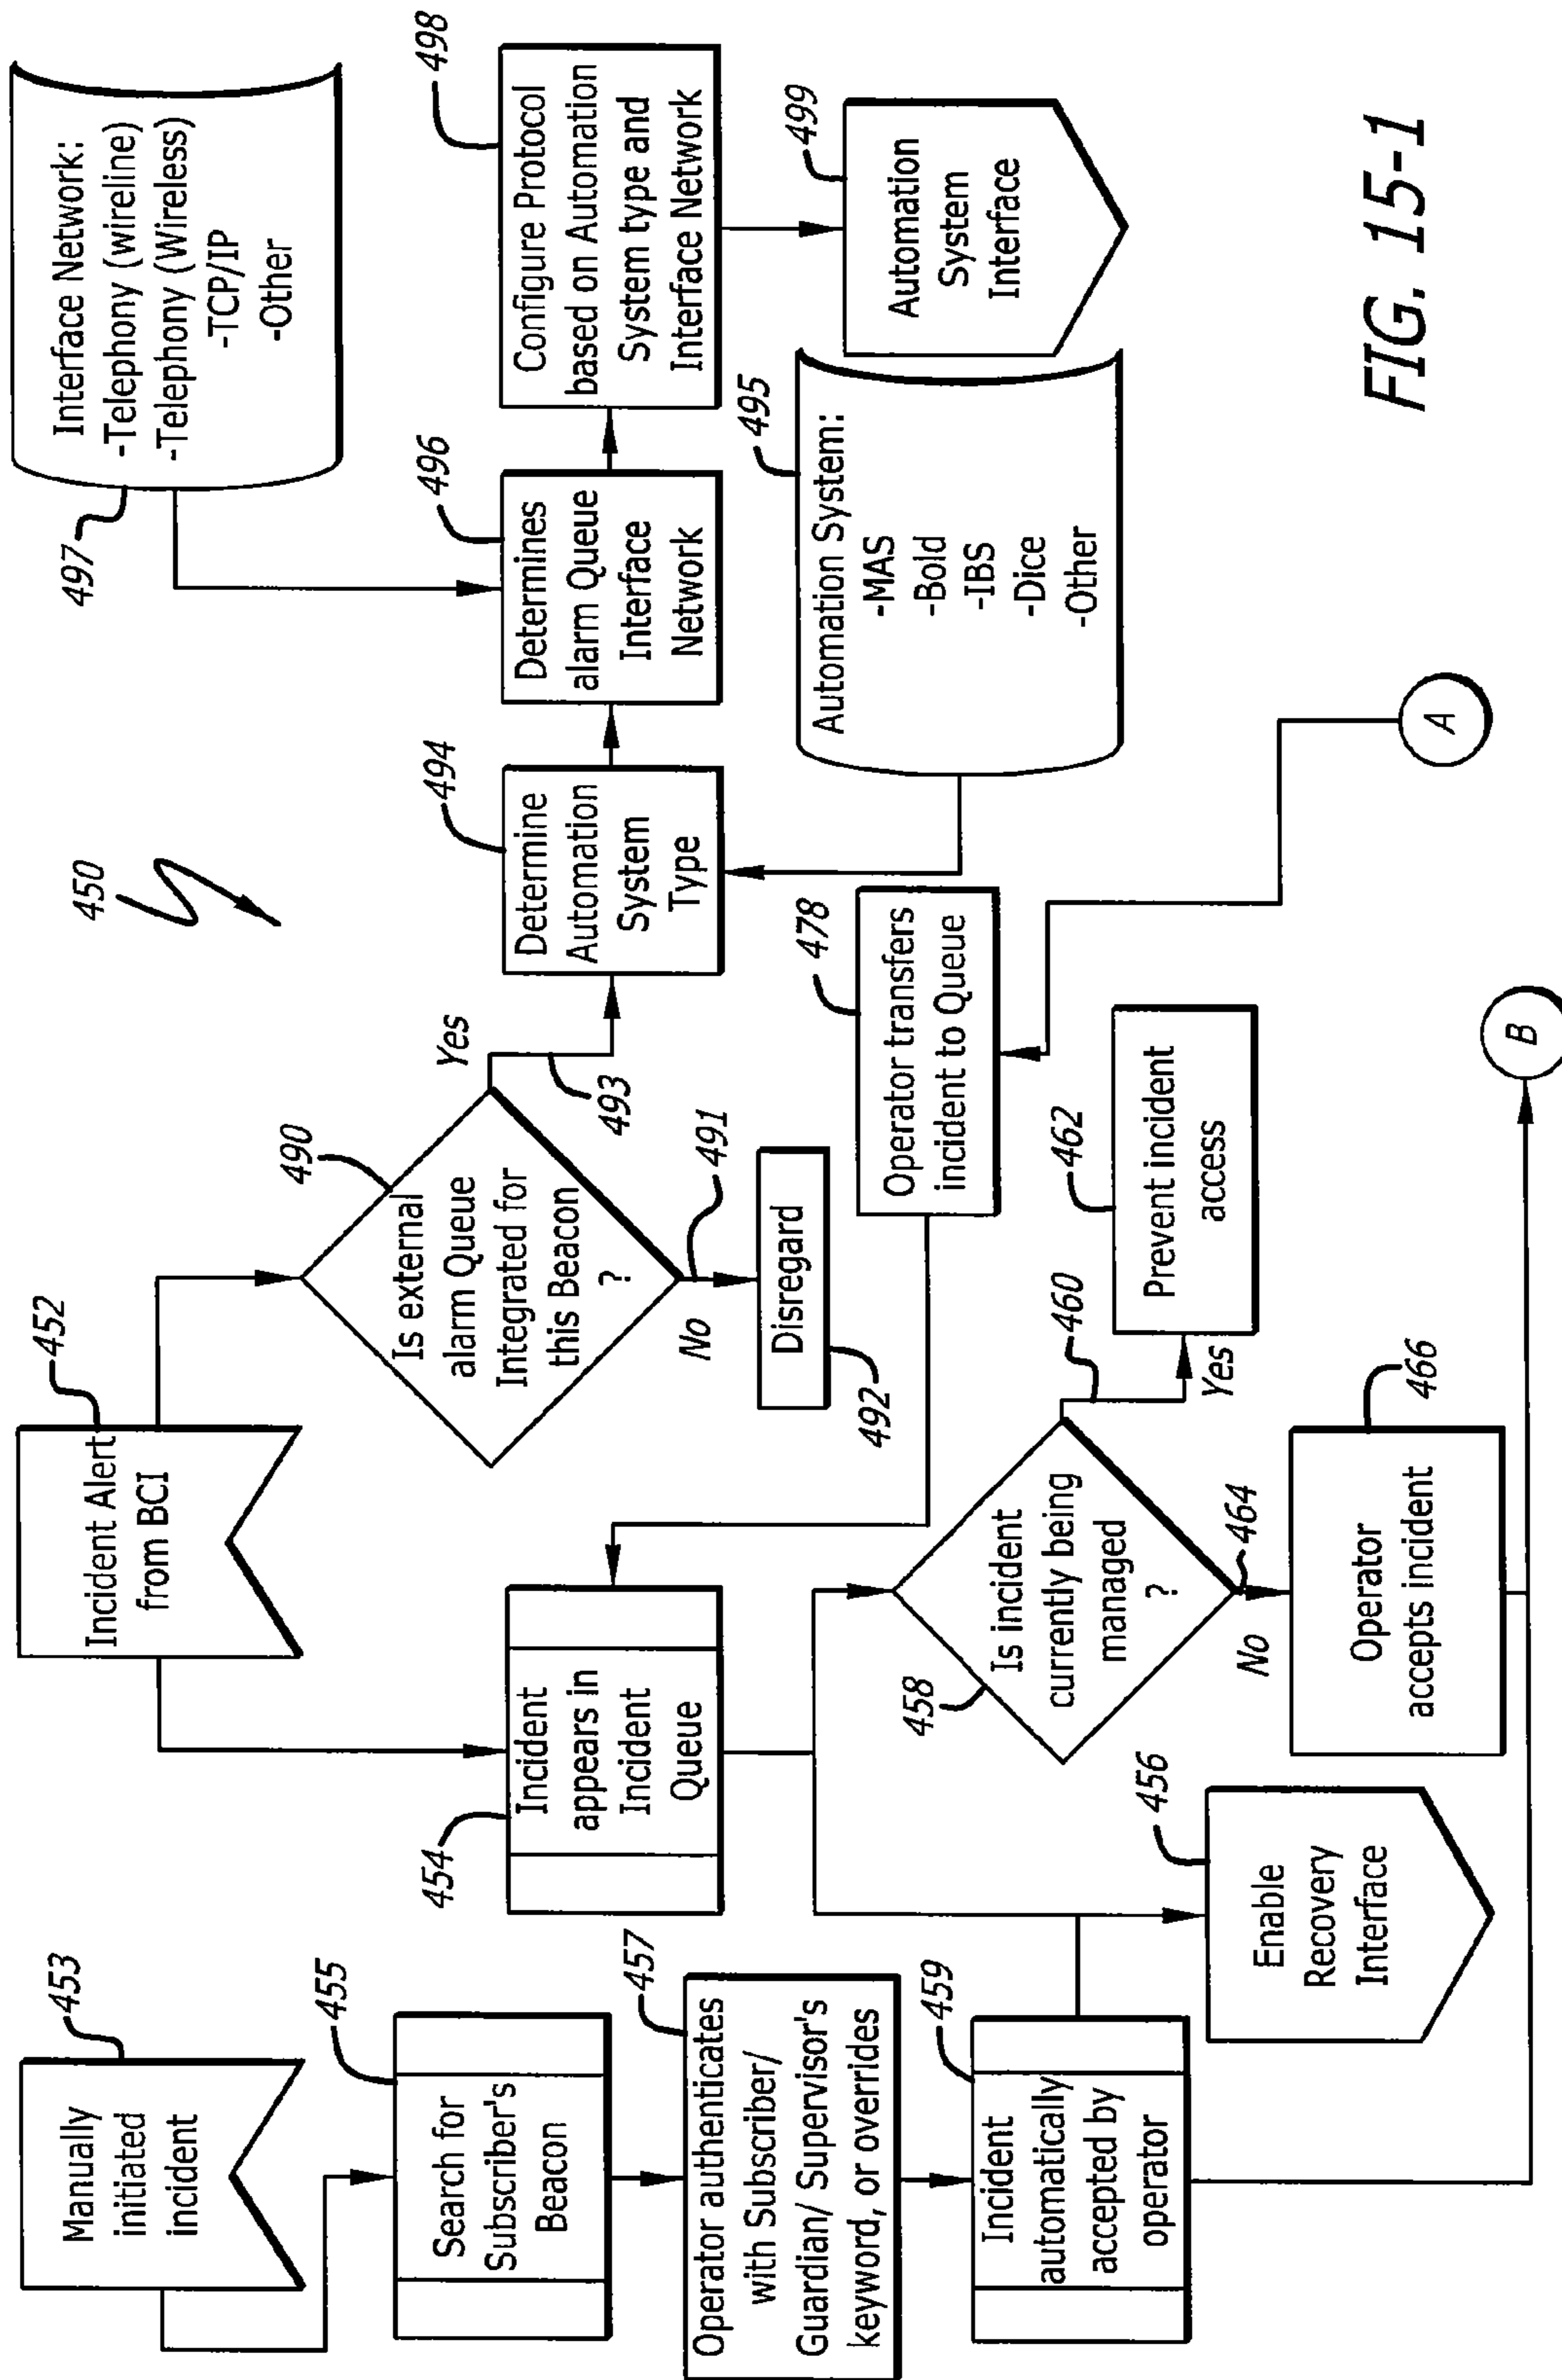 450
453
Manually
initiated
incident
455
Search for
Subscriber's
Beacon
457
Operator authenticates
with Subscriber/
Guardian/ Supervisor's
keyword, or overrides
459
Incident
automatically
accepted by
operator
452
Incident Alert
from BCI
454
Incident
appears in
Incident
Queue
456
Enable
Recovery
Interface
458
Is incident
currently being
managed
?
460
Yes
462
Prevent incident
access
464
No
466
Operator
accepts incident
478
Operator transfers
incident to Queue
490
Is external
alarm Queue
Integrated for
this Beacon
?
No
491
492
Disregard
Yes
493
494
Determine
Automation
System
Type
495
Automation System:
-MAS
-Bold
-IBS
-Dice
-Other
496
Determines
alarm Queue
Interface
Network
497
Interface Network:
-Telephony (wireline)
-Telephony (Wireless)
-TCP/IP
-Other
498
Configure Protocol
based on Automation
System type and
Interface Network
499
Automation
System
Interface
A
B
FIG. 15-1